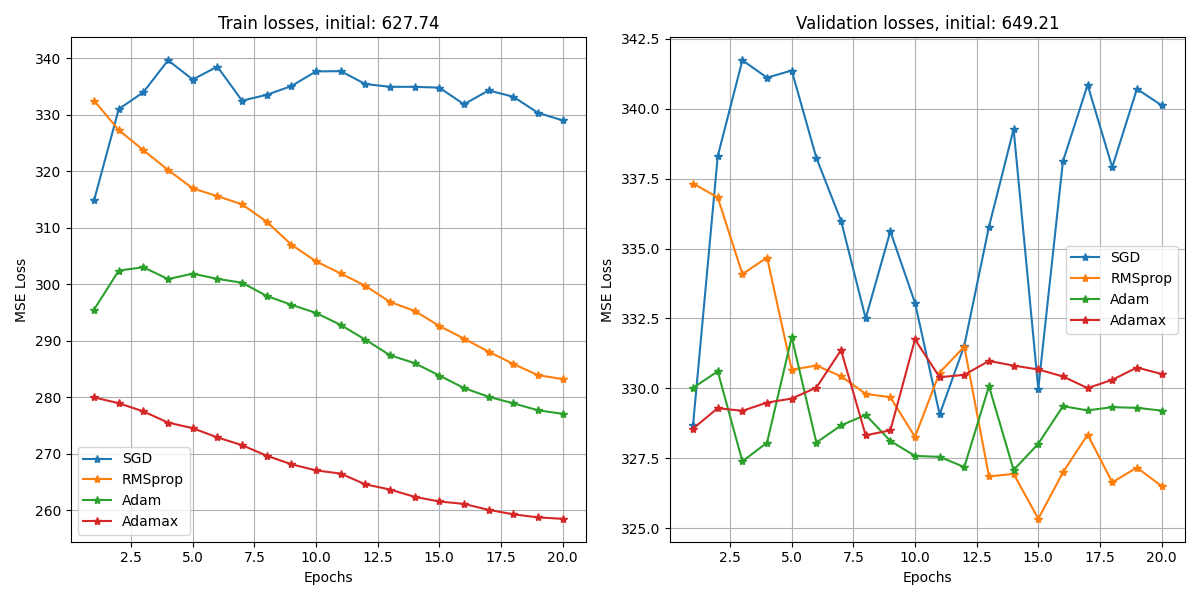 Train losses, initial: 627.74
MSE Loss
340
330
320
310
300
290
280
270
260
SGD
RMSprop
Adam
Adamax
2.5 5.0 7.5 10.0 12.5 15.0 17.5 20.0
Epochs
Validation losses, initial: 649.21
MSE Loss
342.5
340.0
337.5
335.0
332.5
330.0
327.5
325.0
SGD
RMSprop
Adam
Adamax
2.5 5.0 7.5 10.0 12.5 15.0 17.5 20.0
Epochs